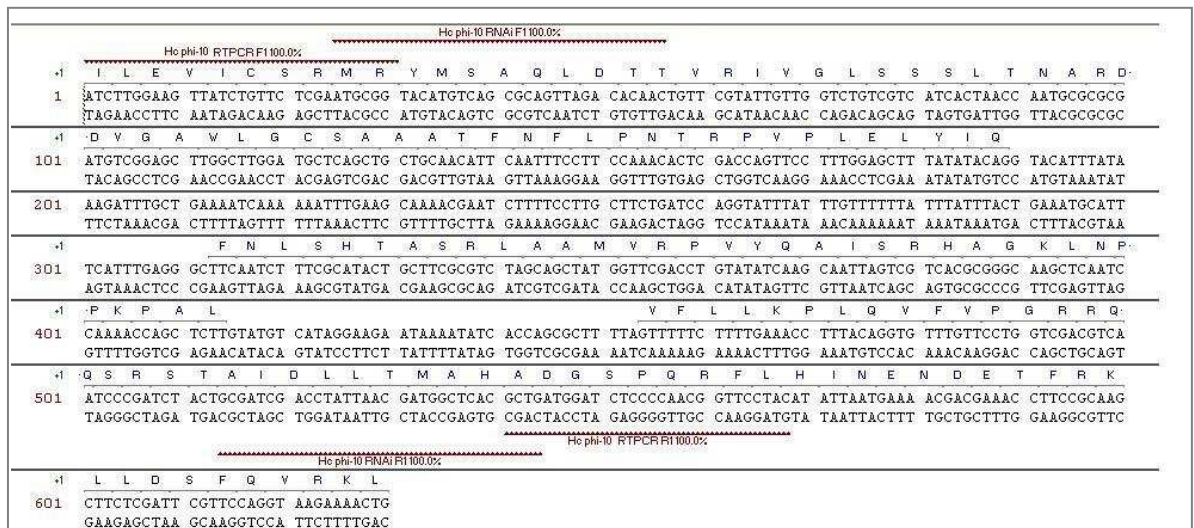 Hc phi-10 RNAi F1100.0%
Hc phi-10 RTPCR F1100.0%
+1 I L E V I C S R M R Y M S A Q L D T T V R I V G L S S S L T N A R D·
1 ATCTTGGAAG TTATCTGTTC TCGAATGCGG TACATGTCAG CGCAGTTAGA CACAACTGTT CGTATTGTTG GTCTGTCGTC ATCACTAACC AATGCGCGCG
TAGAACCTTC AATAGACAAG AGCTTACGCC ATGTACAGTC GCGTCAATCT GTGTTGACAA GCATAACAAC CAGACAGCAG TAGTGATTGG TTACGCGCGC
+1 ·D V G A W L G C S A A A T F N F L P N T R P V P L E L Y I Q
101 ATGTCGGAGC TTGGCTTGGA TGCTCAGCTG CTGCAACATT CAATTTCCTT CCAAACACTC GACCAGTTCC TTTGGAGCTT TATATACAGG TACATTTATA
TACAGCCTCG AACCGAACCT ACGAGTCGAC GACGTTGTAA GTTAAAGGAA GGTTTGTGAG CTGGTCAAGG AAACCTCGAA ATATATGTCC ATGTAAATAT
201 AAGATTTGCT GAAAATCAAA AAATTTGAAG CAAAACGAAT CTTTTCCTTG CTTCTGATCC AGGTATTTAT TTGTTTTTTA TTTATTTACT GAAATGCATT
TTCTAAACGA CTTTTAGTTT TTTAAACTTC GTTTTGCTTA GAAAAGGAAC GAAGACTAGG TCCATAAATA AACAAAAAAT AAATAAATGA CTTTACGTAA
+1 F N L S H T A S R L A A M V R P V Y Q A I S R H A G K L N P·
301 TCATTTGAGG GCTTCAATCT TTCGCATACT GCTTCGCGTC TAGCAGCTAT GGTTCGACCT GTATATCAAG CAATTAGTCG TCACGCGGGC AAGCTCAATC
AGTAAACTCC CGAAGTTAGA AAGCGTATGA CGAAGCGCAG ATCGTCGATA CCAAGCTGGA CATATAGTTC GTTAATCAGC AGTGCGCCCG TTCGAGTTAG
+1 ·P K P A L V F L L K P L Q V F V P G R R Q·
401 CAAAACCAGC TCTTGTATGT CATAGGAAGA ATAAAATATC ACCAGCGCTT TTAGTTTTTC TTTTGAAACC TTTACAGGTG TTTGTTCCTG GTCGACGTCA
GTTTTGGTCG AGAACATACA GTATCCTTCT TATTTTATAG TGGTCGCGAA AATCAAAAAG AAAACTTTGG AAATGTCCAC AAACAAGGAC CAGCTGCAGT
+1 ·Q S R S T A I D L L T M A H A D G S P Q R F L H I N E N D E T F R K
501 ATCCCGATCT ACTGCGATCG ACCTATTAAC GATGGCTCAC GCTGATGGAT CTCCCCAACG GTTCCTACAT ATTAATGAAA ACGACGAAAC CTTCCGCAAG
TAGGGCTAGA TGACGCTAGC TGGATAATTG CTACCGAGTG CGACTACCTA GAGGGGTTGC CAAGGATGTA TAATTACTTT TGCTGCTTTG GAAGGCGTTC
Hc phi-10 RTPCR R1100.0%
Hc phi-10 RNAi R1100.0%
+1 L L D S F Q V R K L
601 CTTCTCGATT CGTTCCAGGT AAGAAAACTG
GAAGAGCTAA GCAAGGTCCA TTCTTTTGAC